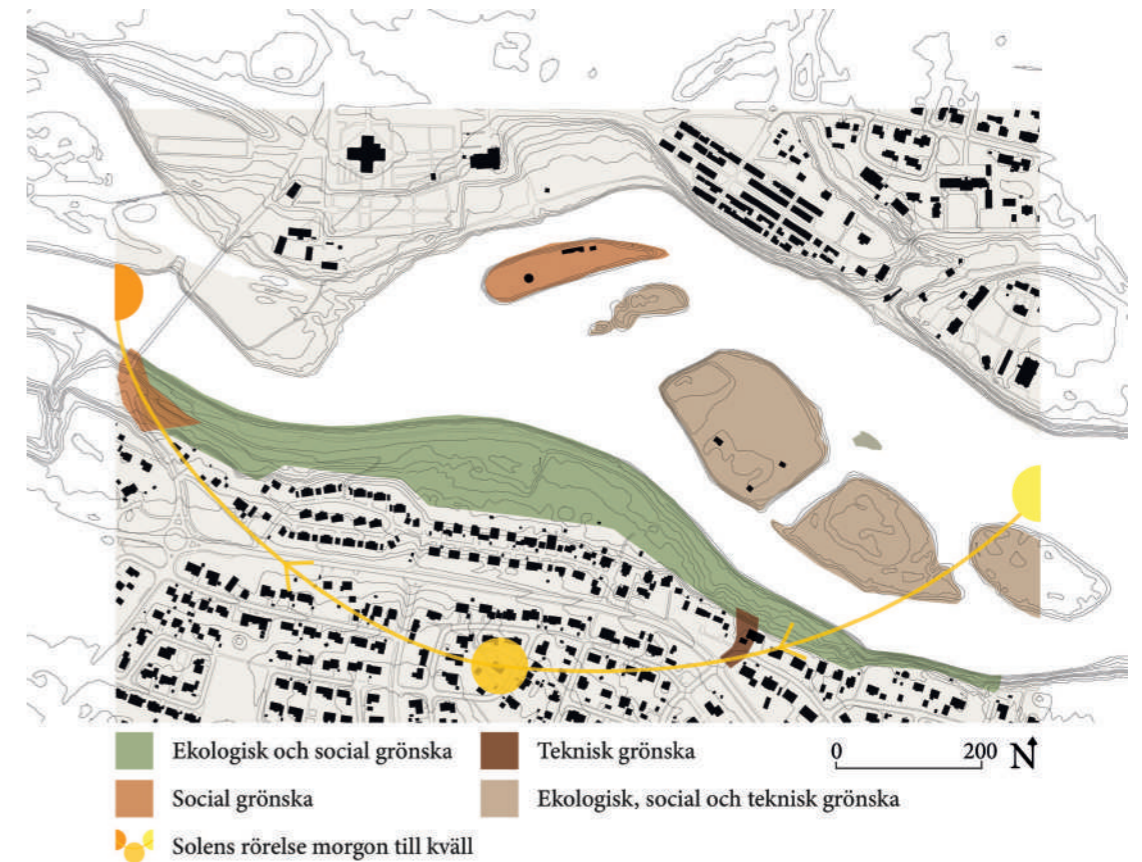 Ekologisk och social grönska
Teknisk grönska
0 200 N
Social grönska
Ekologisk, social och teknisk grönska
Solens rörelse morgon till kväll